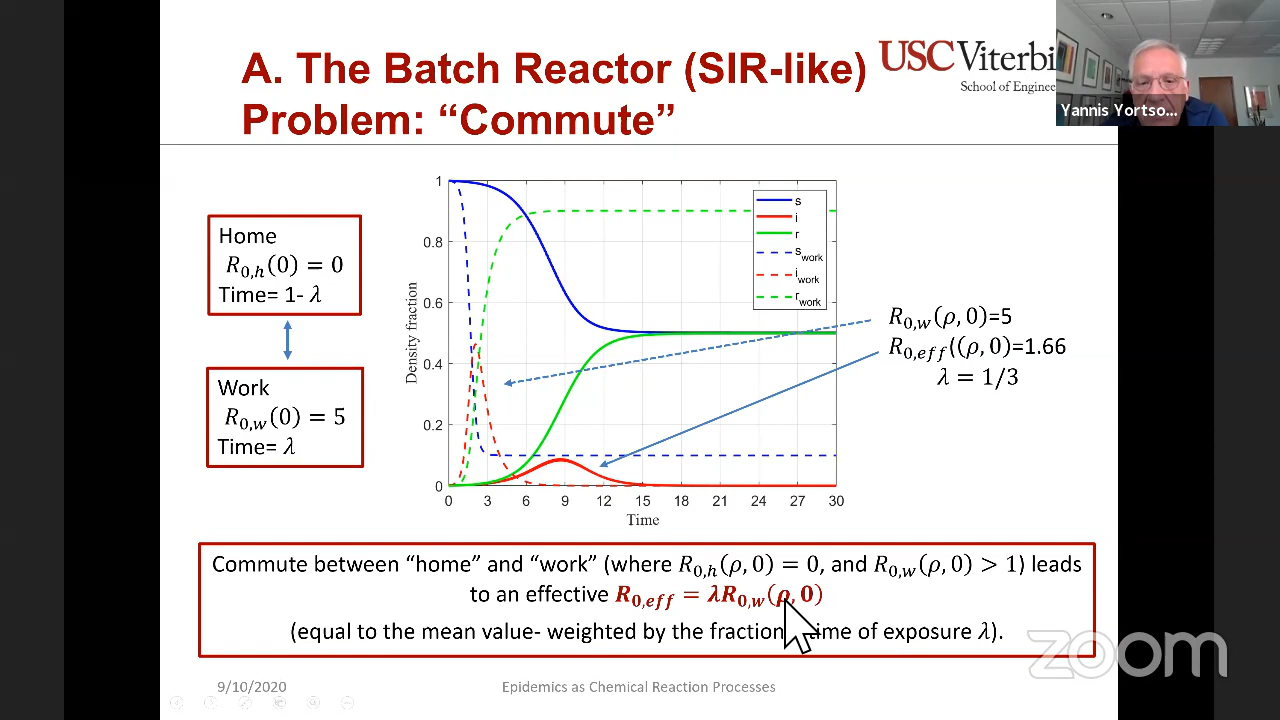 A. The Batch Reactor (SIR-like)
Problem: “Commute”
USC Viterbi
School of Engine
Yannis Yortso...
Home
R0,h(0) = 0
Time= 1- λ
Work
R0,w(0) = 5
Time= λ
Density fraction
1
0.8
0.6
0.4
0.2
0
0 3 6 9 12 15 18 21 24 27 30
Time
s
i
r
s work
i work
r work
R0,w(ρ, 0)=5
R0,eff((ρ, 0)=1.66
λ = 1/3
Commute between “home” and “work” (where R0,h(ρ, 0) = 0, and R0,w(ρ, 0) > 1) leads
to an effective R0,eff = λR0,w(ρ, 0)
(equal to the mean value- weighted by the fraction time of exposure λ).
9/10/2020
Epidemics as Chemical Reaction Processes
zoom